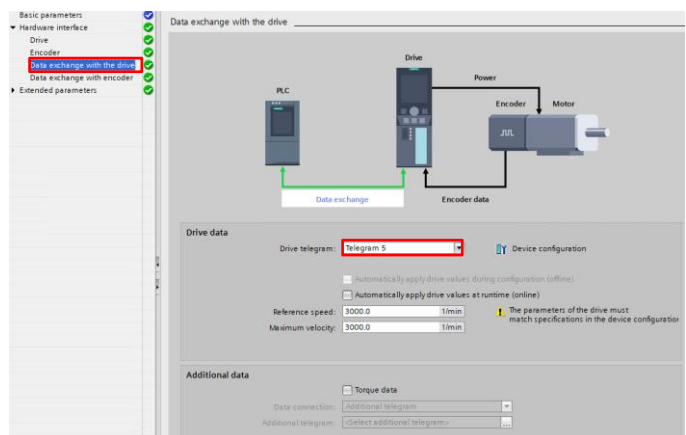 Basic parameters
Hardware interface
Drive
Encoder
Data exchange with the drive
Data exchange with encoder
Extended parameters
Data exchange with the drive
Drive
Power
PLC
Encoder
Motor
Data exchange
Encoder data
Drive data
Drive telegram: Telegram 5
Device configuration
Automatically apply drive values during configuration (offline)
Automatically apply drive values at runtime (online)
Reference speed: 3000.0 1/min
The parameters of the drive must
match specifications in the device configuration
Maximum velocity: 3000.0 1/min
Additional data
Torque data
Data connection: Additional telegram
Additional telegram: <Select additional telegram> ...